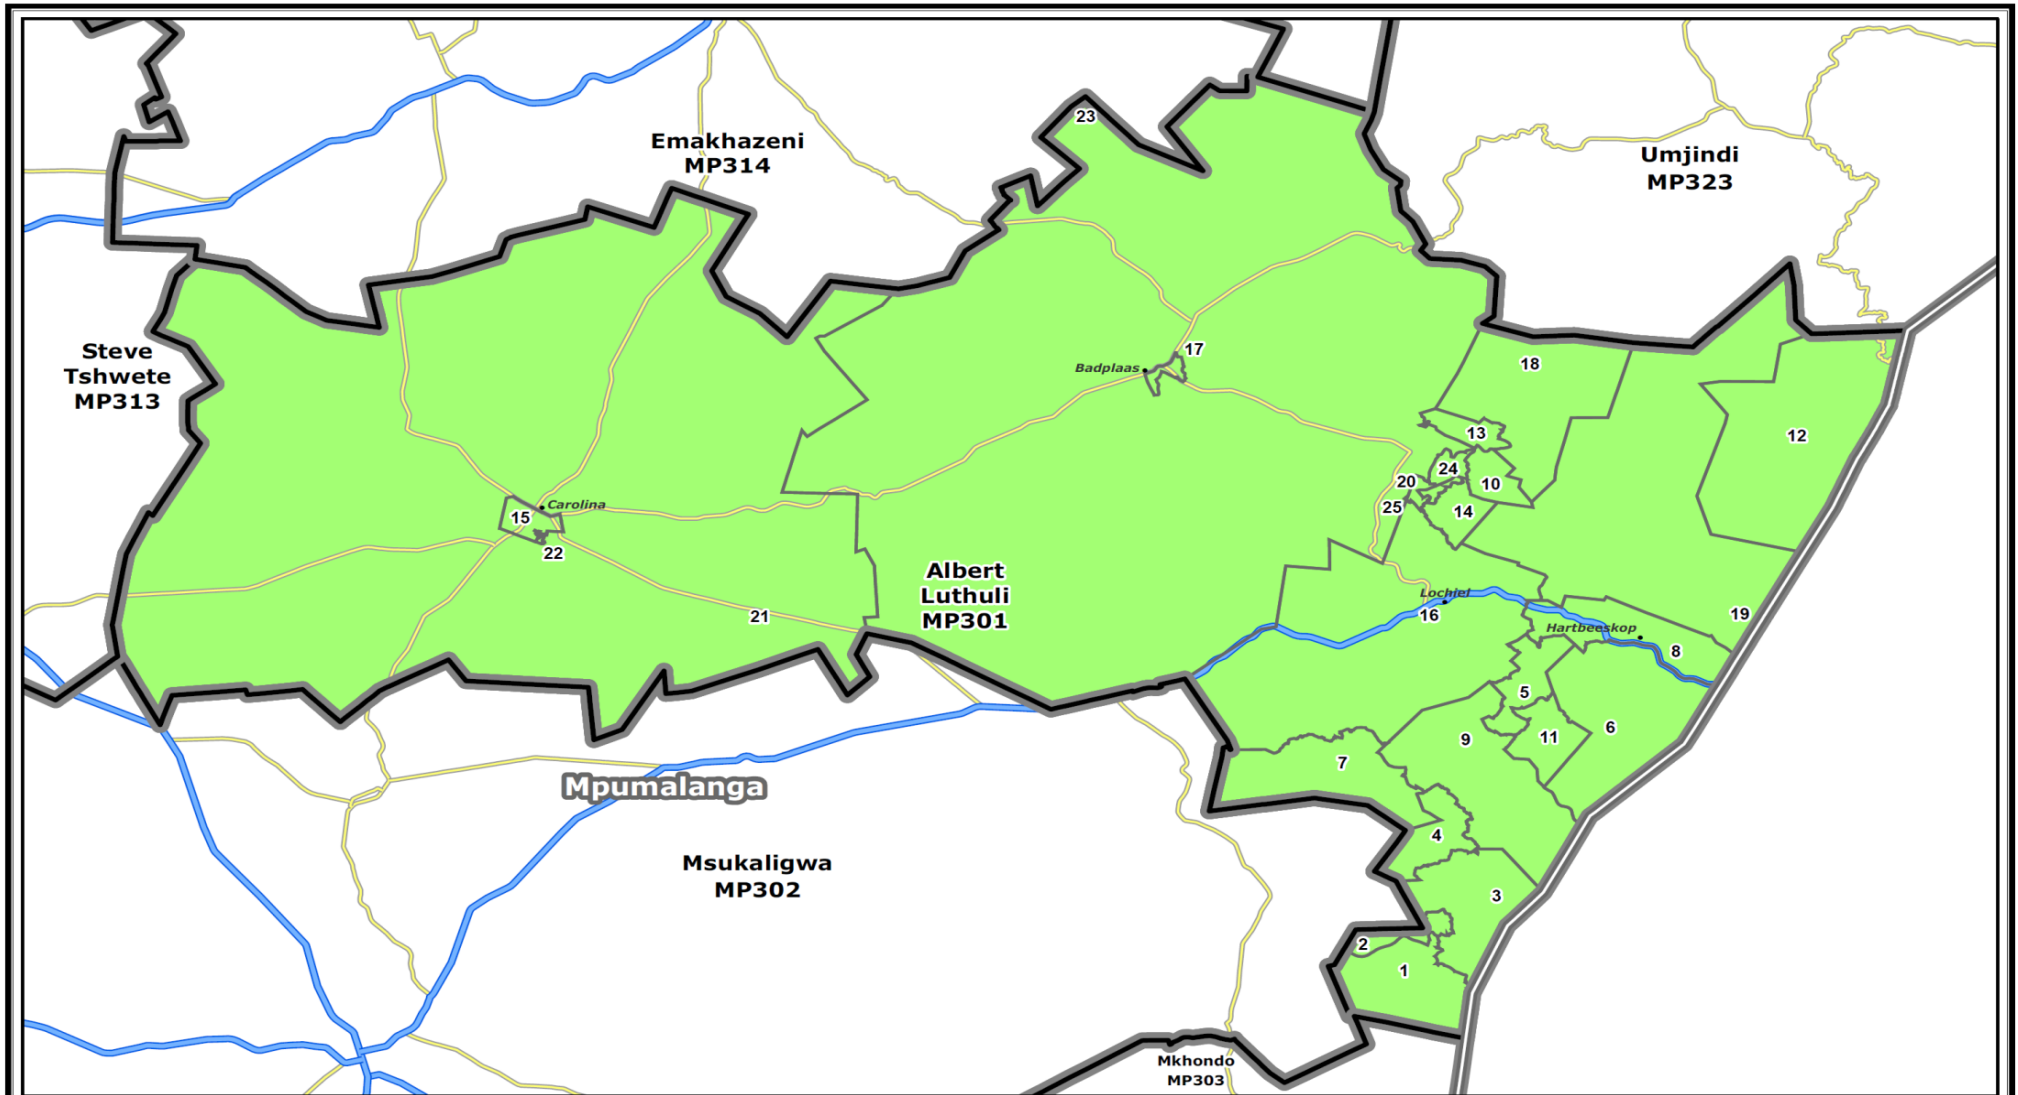 23
Emakhazeni
MP314
Umjindi
MP323
Steve
Tshwete
MP313
17
Badplaas
18
13
12
24
20
10
25
14
Carolina
15
22
Albert
Luthuli
MP301
21
Lochiel
16
19
Hartbeeskop
8
5
6
11
9
7
Mpumalanga
4
Msukaligwa
MP302
3
2
1
Mkhondo
MP303